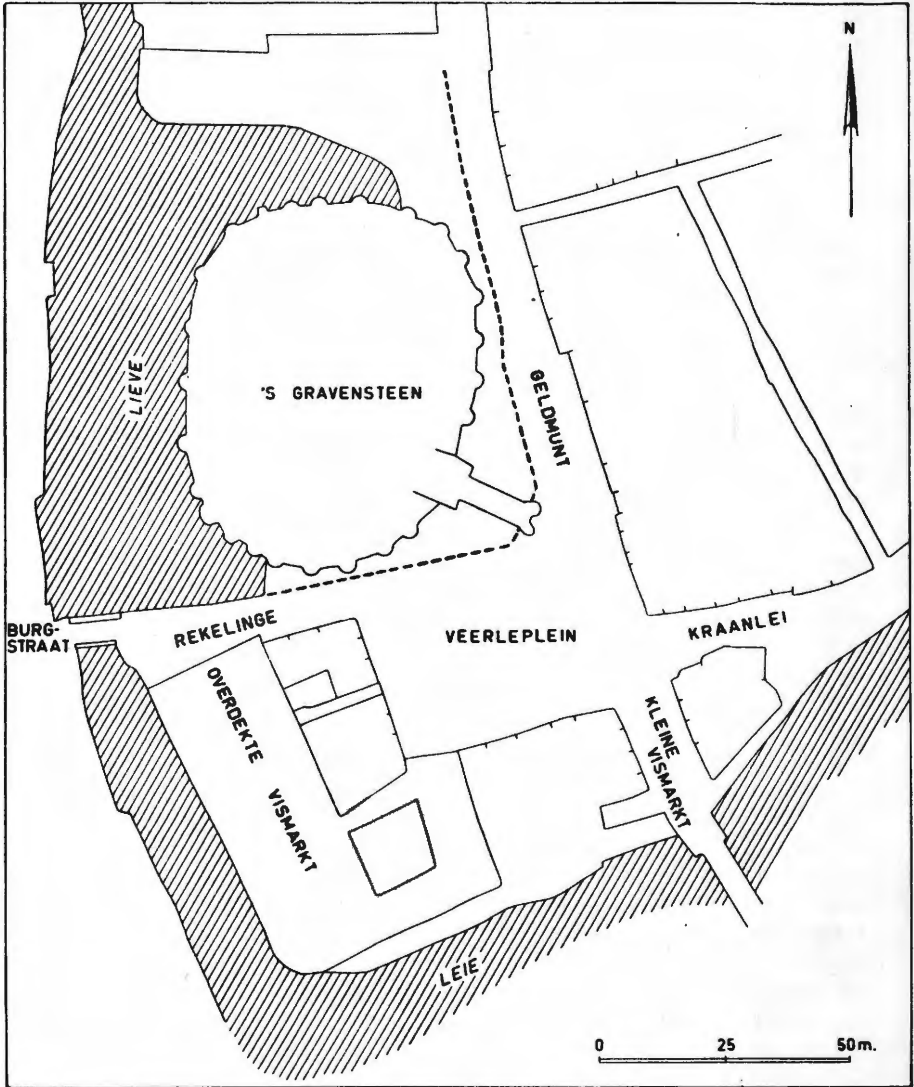 N
LIEVE
'S GRAVENSTEEN
GELDMUNT
BURG-
STRAAT
REKELINGE
VEERLEPLEIN
KRAANLEI
OVERDEKTE
VISMARKT
KLEINE
VISMARKT
LEIE
0 25 50m.